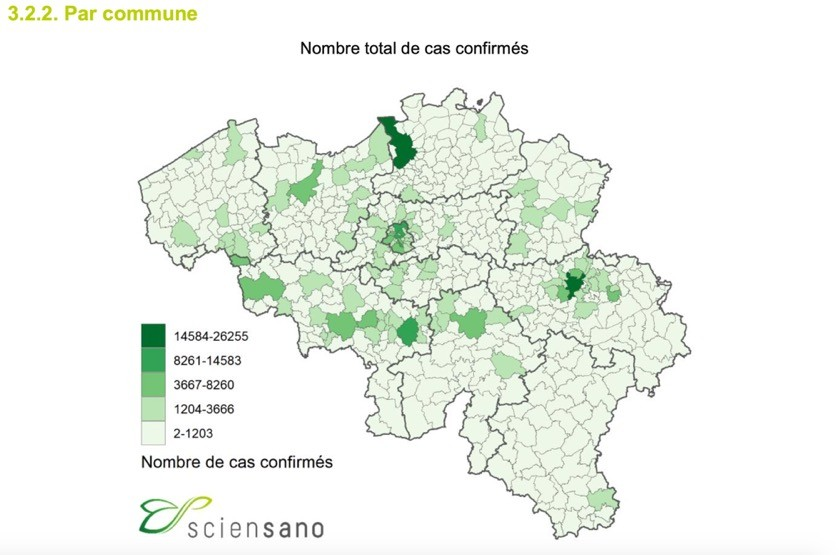 3.2.2. Par commune
Nombre total de cas confirmés
14584-26255
8261-14583
3667-8260
1204-3666
2-1203
Nombre de cas confirmés
sciensano